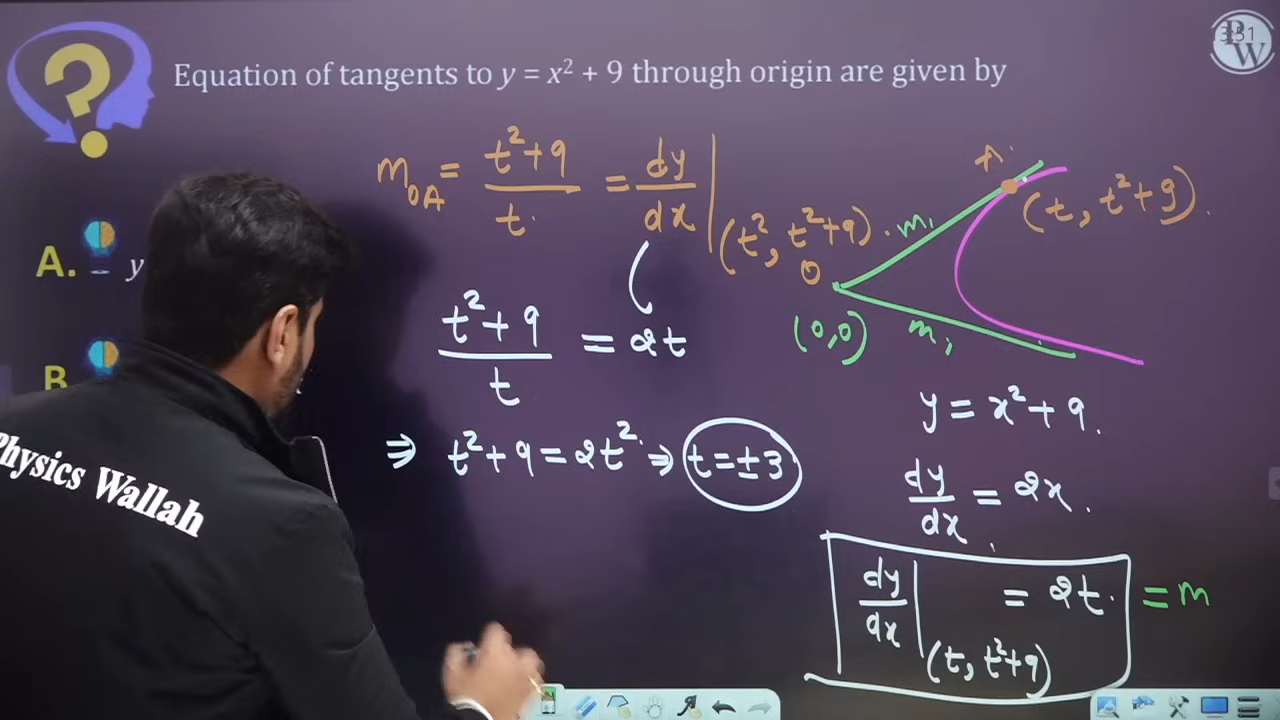 Equation of tangents to y = x² + 9 through origin are given by
PW
3:51
m_OA = (t² + 9)/t. = dy/dx |(t², t²+9).
A.
(t, t²+9).
m₁
O
(0,0)
m₁
A. y
B
(t²+9)/t = 2t
⇒ t²+9 = 2t². ⇒ t = ±3
y = x² + 9.
dy/dx = 2x.
dy/dx |(t, t²+9) = 2t. = m
Physics Wallah